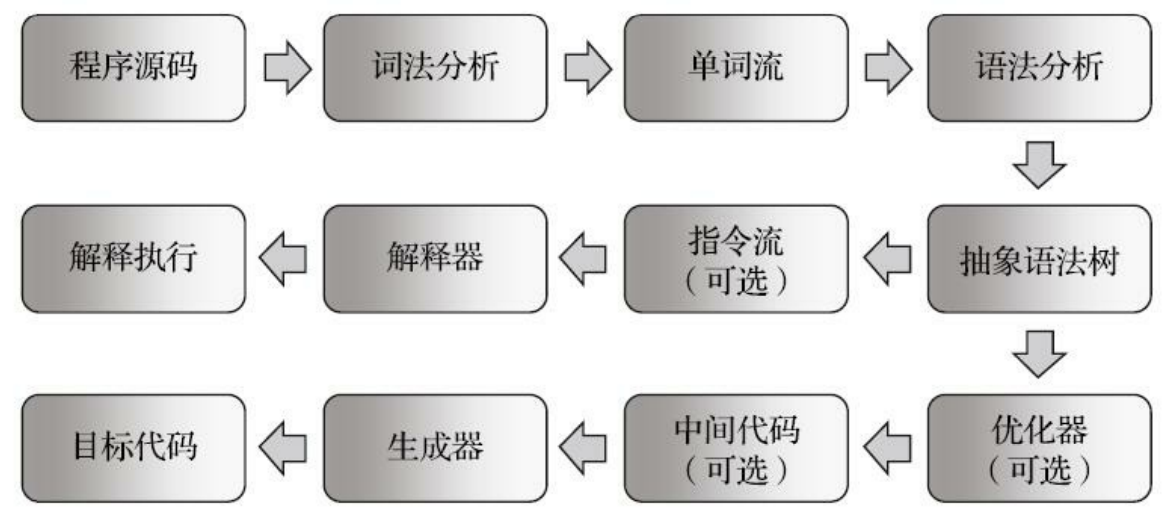 程序源码
词法分析
单词流
语法分析
解释执行
解释器
指令流
（可选）
抽象语法树
目标代码
生成器
中间代码
（可选）
优化器
（可选）